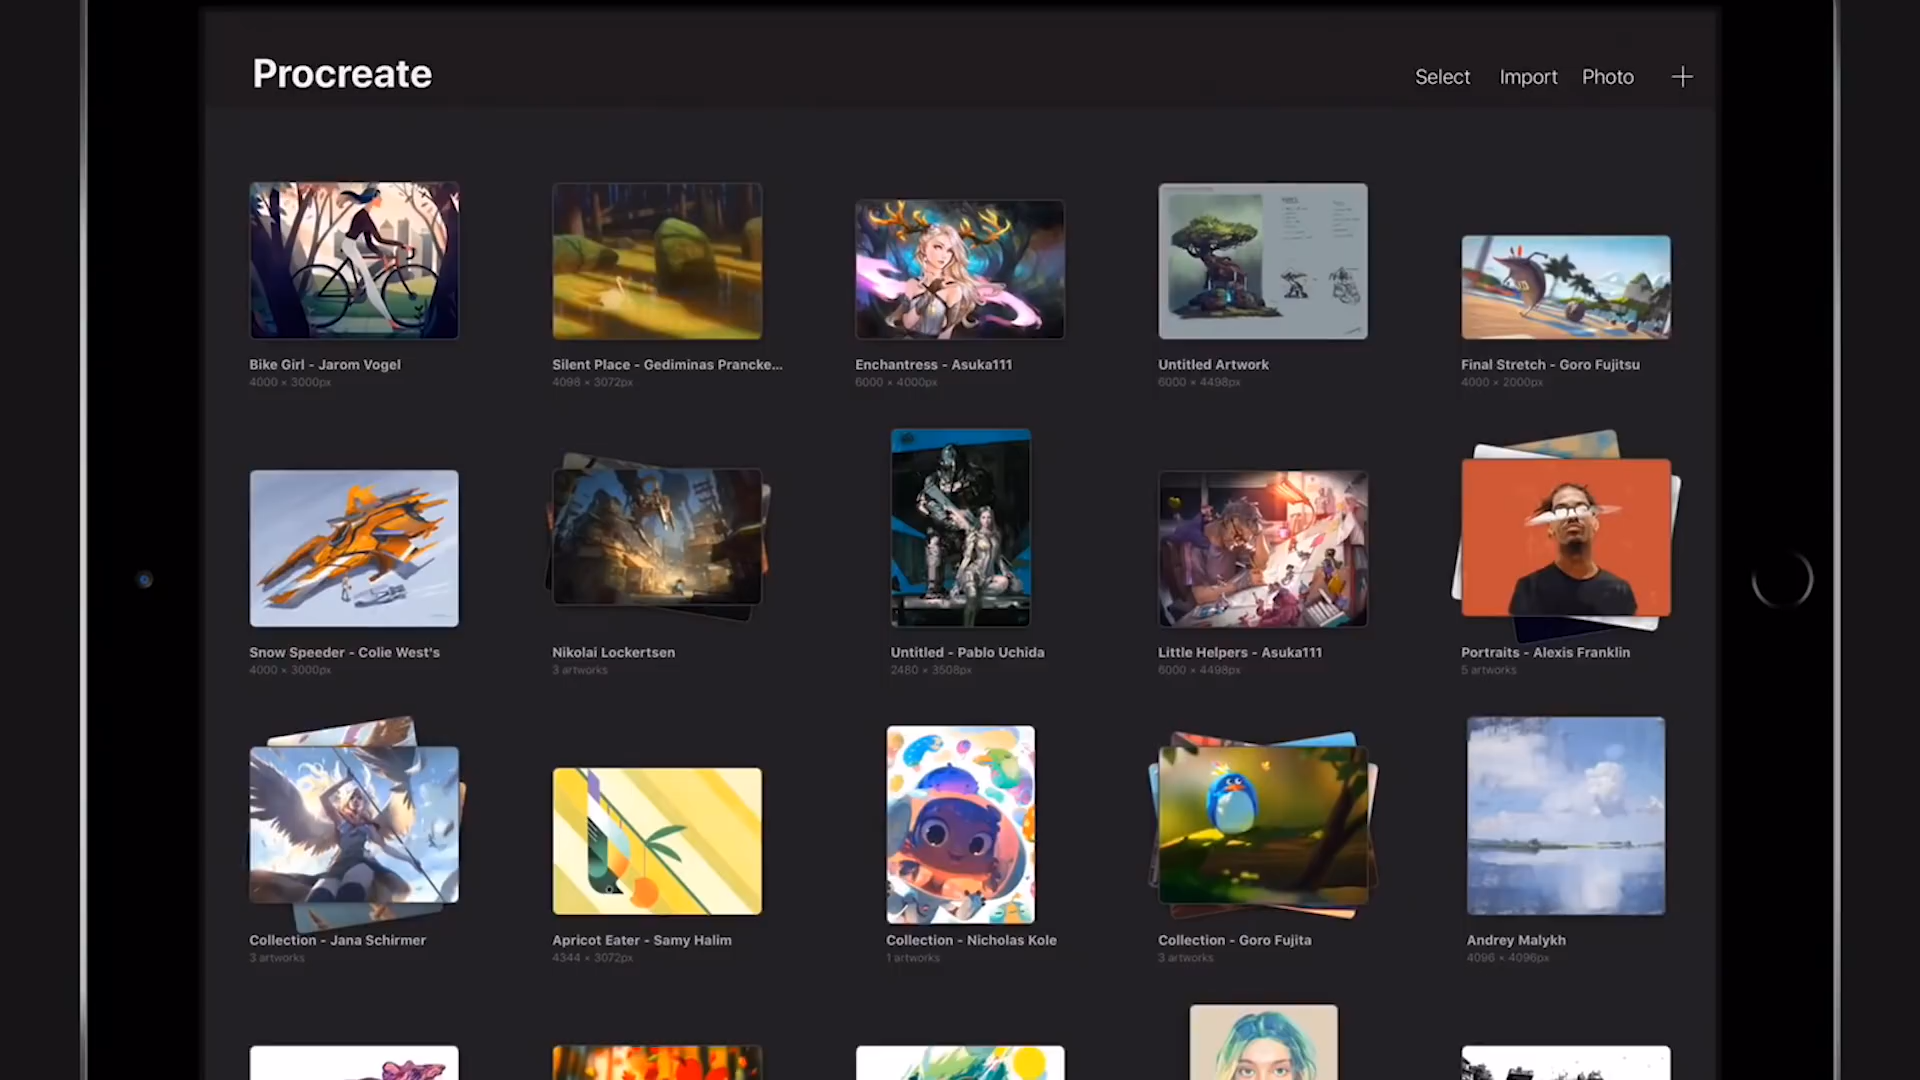 Procreate
Select Import Photo +
Bike Girl - Jarom Vogel
4000 × 3000px
Silent Place - Gediminas Prancke...
4098 × 3072px
Enchantress - Asuka111
6000 × 4000px
Untitled Artwork
6000 × 4498px
Final Stretch - Goro Fujitsu
4000 × 2000px
Snow Speeder - Colie West's
4000 × 3000px
Nikolai Lockertsen
3 artworks
Untitled - Pablo Uchida
2480 × 3508px
Little Helpers - Asuka111
6000 × 4498px
Portraits - Alexis Franklin
5 artworks
Collection - Jana Schirmer
3 artworks
Apricot Eater - Samy Halim
4344 × 3072px
Collection - Nicholas Kole
1 artworks
Collection - Goro Fujita
3 artworks
Andrey Malykh
4096 × 4096px